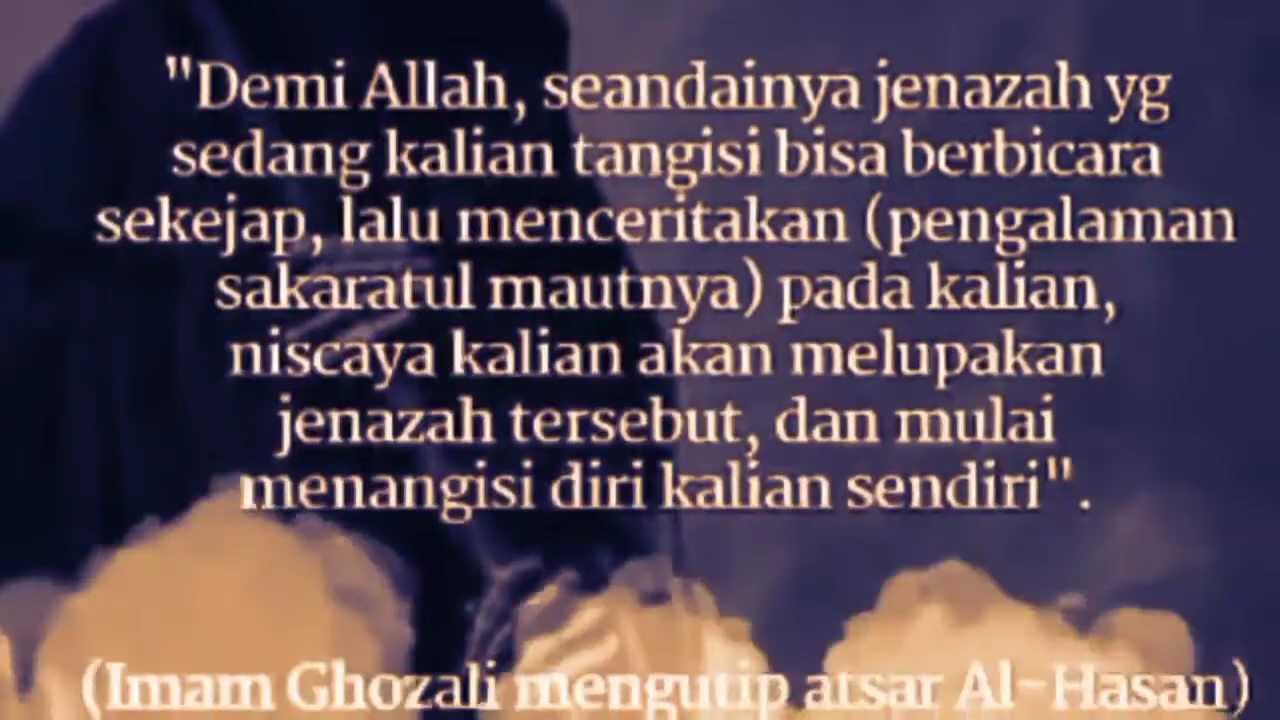 "Demi Allah, seandainya jenazah yg
sedang kalian tangisi bisa berbicara
sekejap, lalu menceritakan (pengalaman
sakaratul mautnya) pada kalian,
niscaya kalian akan melupakan
jenazah tersebut, dan mulai
menangisi diri kalian sendiri".
(Imam Ghozali mengutip atsar Al-Hasan)